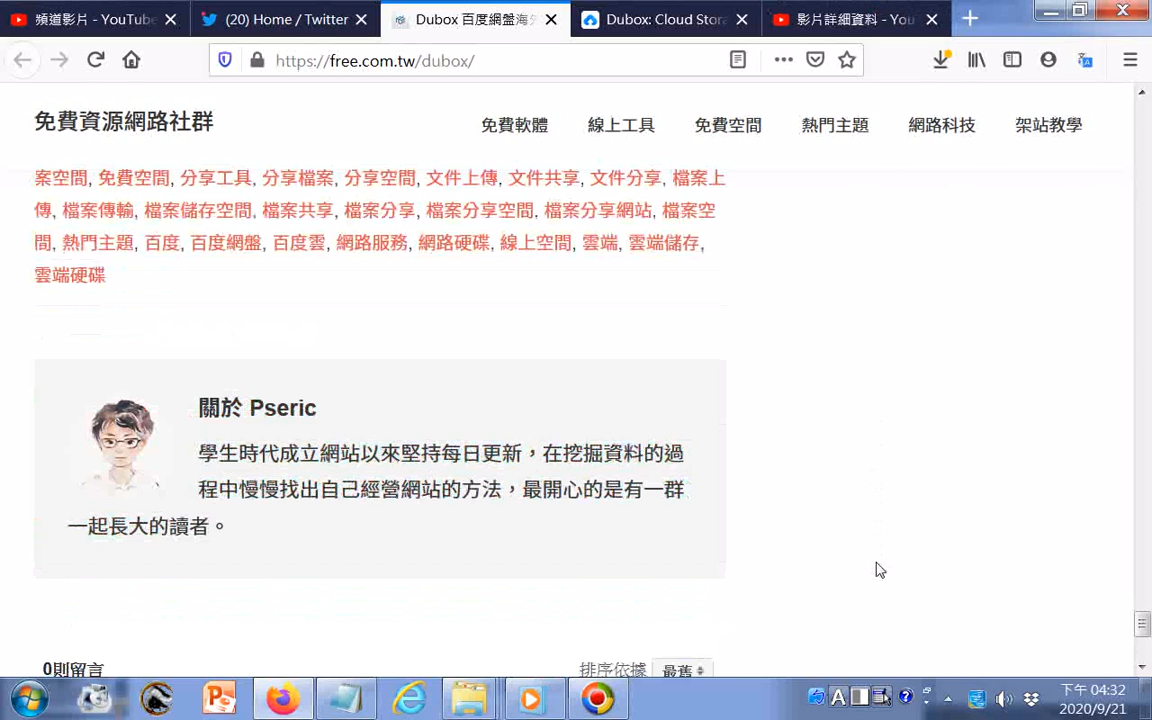 頻道影片 - YouTube
(20) Home / Twitter
Dubox 百度網盤海外
Dubox: Cloud Stora
影片詳細資料 - You
https://free.com.tw/dubox/
免費資源網路社群
免費軟體 線上工具 免費空間 熱門主題 網路科技 架站教學
案空間, 免費空間, 分享工具, 分享檔案, 分享空間, 文件上傳, 文件共享, 文件分享, 檔案上
傳, 檔案傳輸, 檔案儲存空間, 檔案共享, 檔案分享, 檔案分享空間, 檔案分享網站, 檔案空
間, 熱門主題, 百度, 百度網盤, 百度雲, 網路服務, 網路硬碟, 線上空間, 雲端, 雲端儲存,
雲端硬碟
關於 Pseric
學生時代成立網站以來堅持每日更新，在挖掘資料的過
程中慢慢找出自己經營網站的方法，最開心的是有一群
一起長大的讀者。
0則留言
排序依據 最舊
下午 04:32
2020/9/21